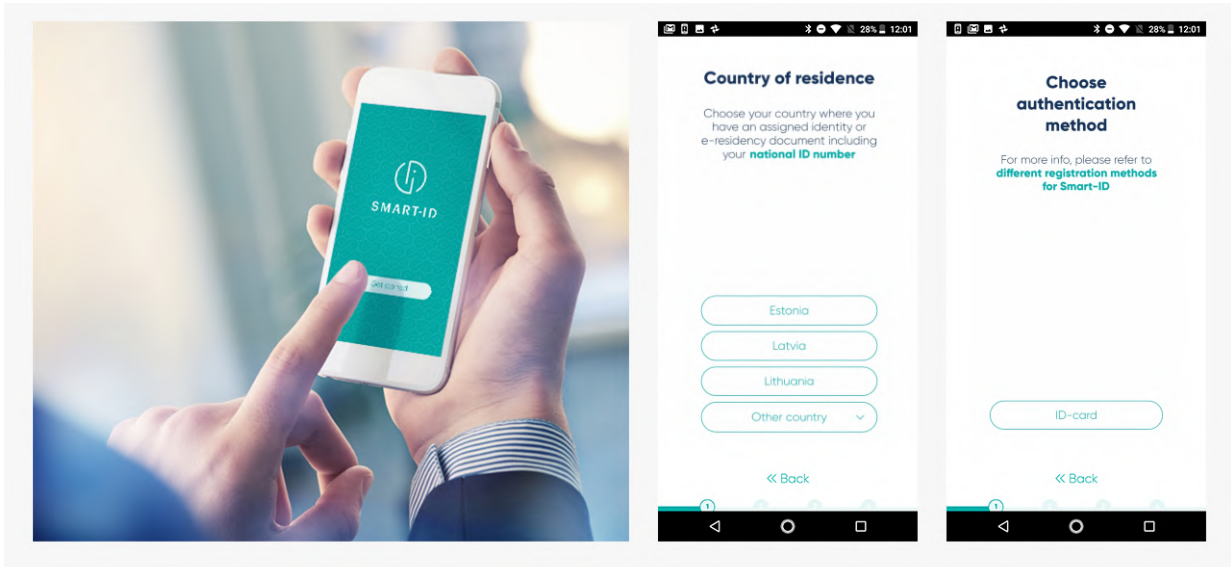 SMART-ID
Get started
28% 12:01
Country of residence
Choose your country where you
have an assigned identity or
e-residency document including
your national ID number
Estonia
Latvia
Lithuania
Other country
« Back
1
28% 12:01
Choose
authentication
method
For more info, please refer to
different registration methods
for Smart-ID
ID-card
« Back
1